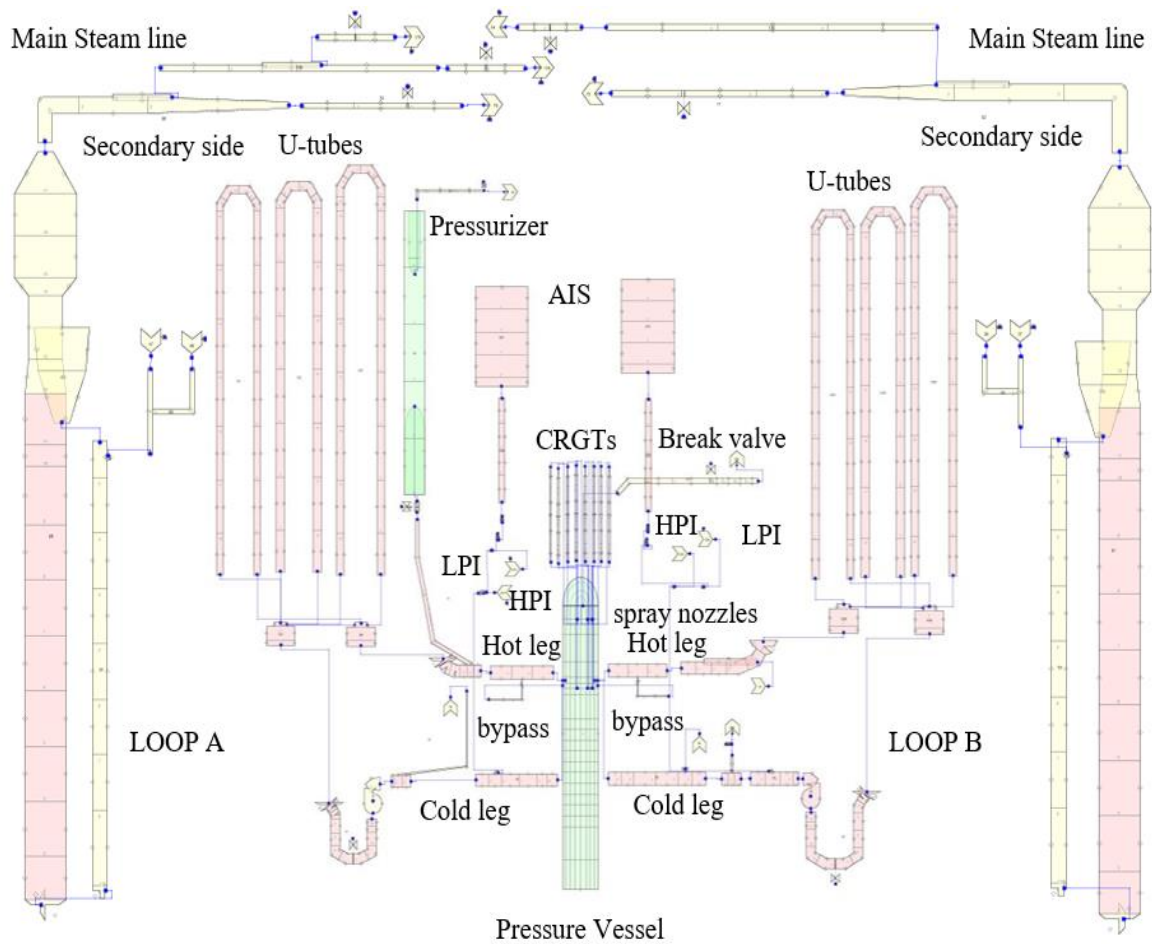 Main Steam line
Main Steam line
Secondary side
U-tubes
Secondary side
U-tubes
Pressurizer
AIS
CRGTs
Break valve
HPI
LPI
LPI
HPI
spray nozzles
Hot leg
Hot leg
bypass
bypass
LOOP A
LOOP B
Cold leg
Cold leg
Pressure Vessel